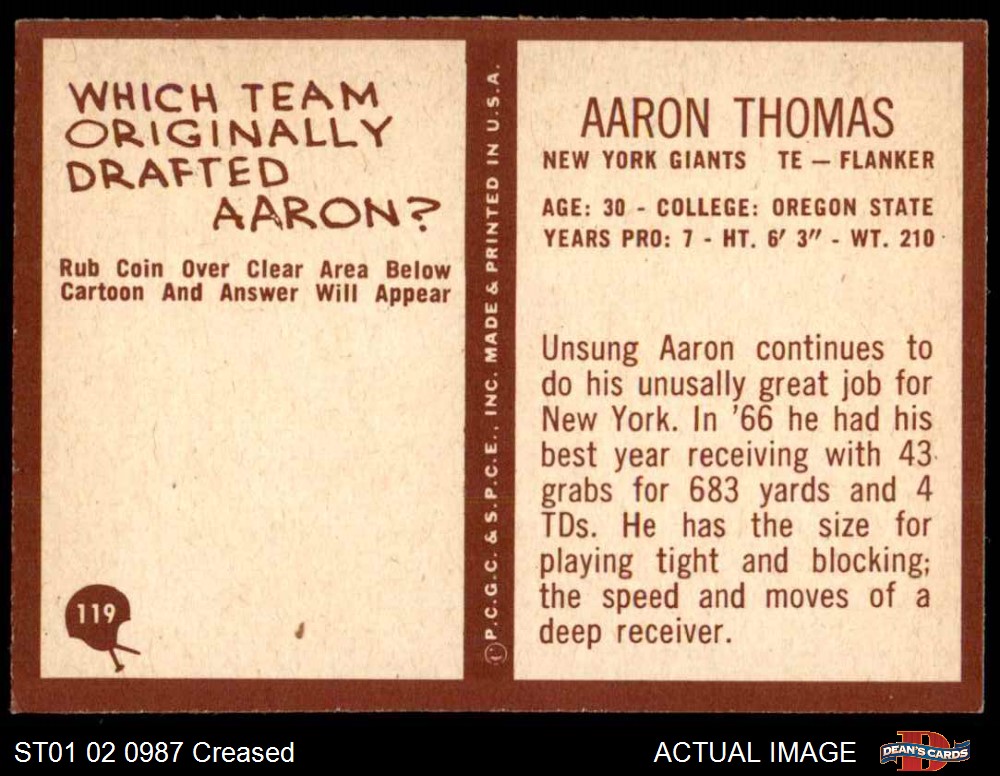 WHICH TEAM
ORIGINALLY
DRAFTED
AARON?
Rub Coin Over Clear Area Below
Cartoon And Answer Will Appear
119
© P.C.G.C. & S.P.C.E., INC. MADE & PRINTED IN U.S.A.
AARON THOMAS
NEW YORK GIANTS TE — FLANKER
AGE: 30 - COLLEGE: OREGON STATE
YEARS PRO: 7 - HT. 6′ 3″ - WT. 210
Unsung Aaron continues to
do his unusally great job for
New York. In '66 he had his
best year receiving with 43
grabs for 683 yards and 4
TDs. He has the size for
playing tight and blocking;
the speed and moves of a
deep receiver.
ST01 02 0987 Creased
ACTUAL IMAGE
D
DEAN'S CARDS